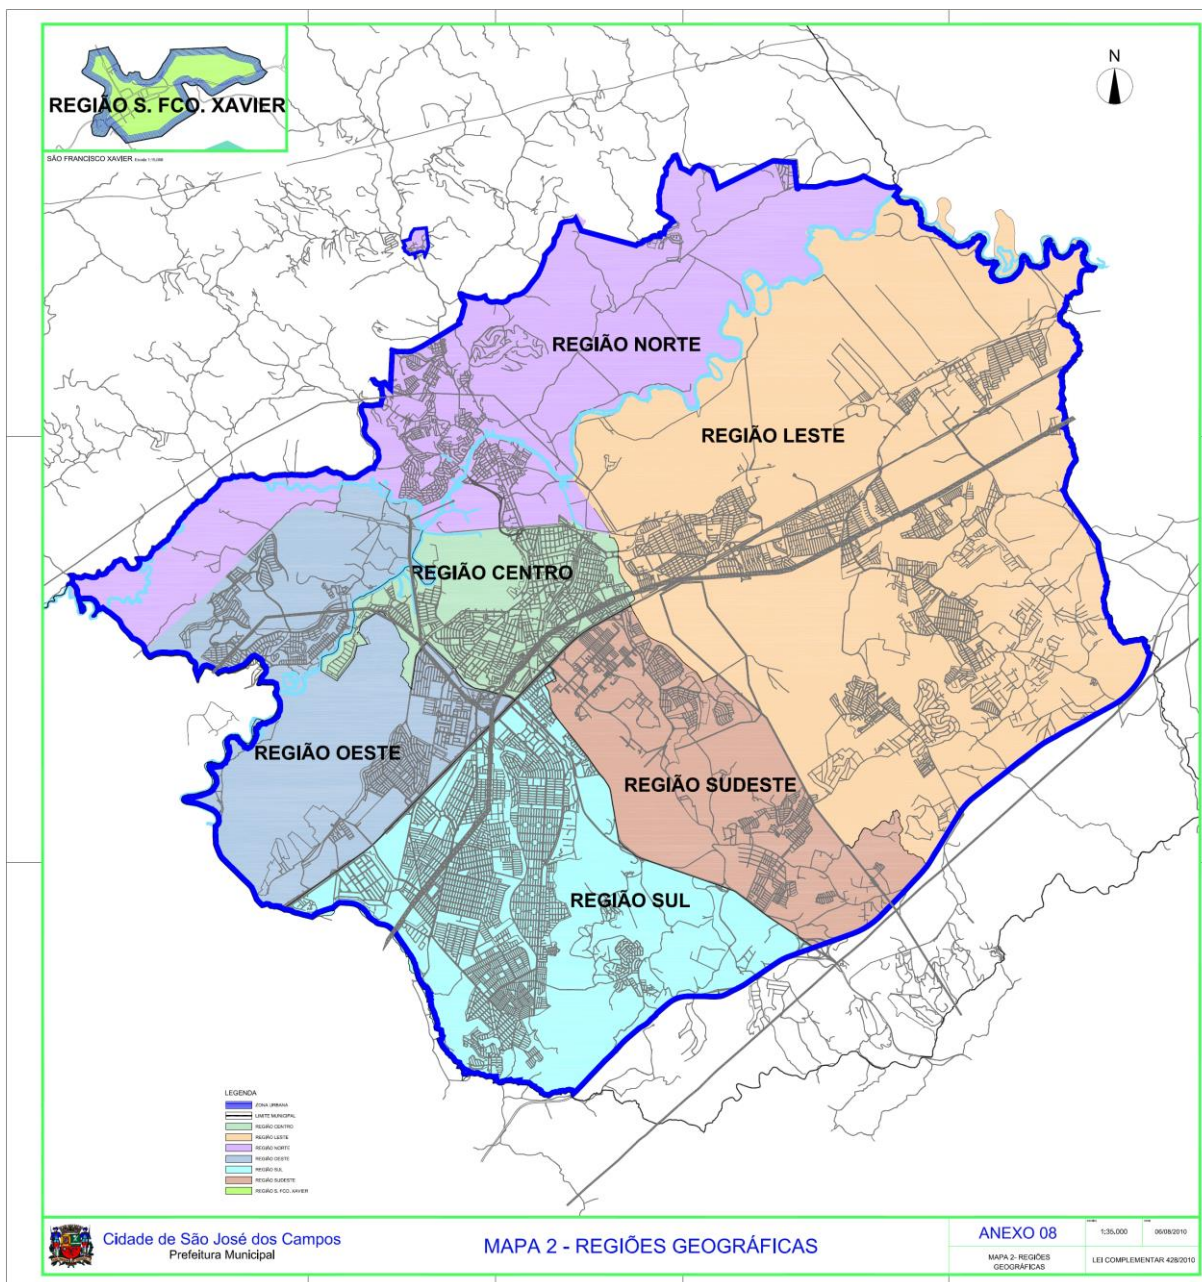 REGIÃO S. FCO. XAVIER
SÃO FRANCISCO XAVIER
N
REGIÃO NORTE
REGIÃO LESTE
REGIÃO CENTRO
REGIÃO OESTE
REGIÃO SUDESTE
REGIÃO SUL
LEGENDA
ZONA URBANA
LIMITE MUNICIPAL
REGIÃO CENTRO
REGIÃO LESTE
REGIÃO NORTE
REGIÃO OESTE
REGIÃO SUL
REGIÃO SUDESTE
REGIÃO S. FCO. XAVIER
Cidade de São José dos Campos
Prefeitura Municipal
MAPA 2 - REGIÕES GEOGRÁFICAS
ANEXO 08
1:35.000
06/08/2010
MAPA 2- REGIÕES
GEOGRÁFICAS
LEI COMPLEMENTAR 428/2010